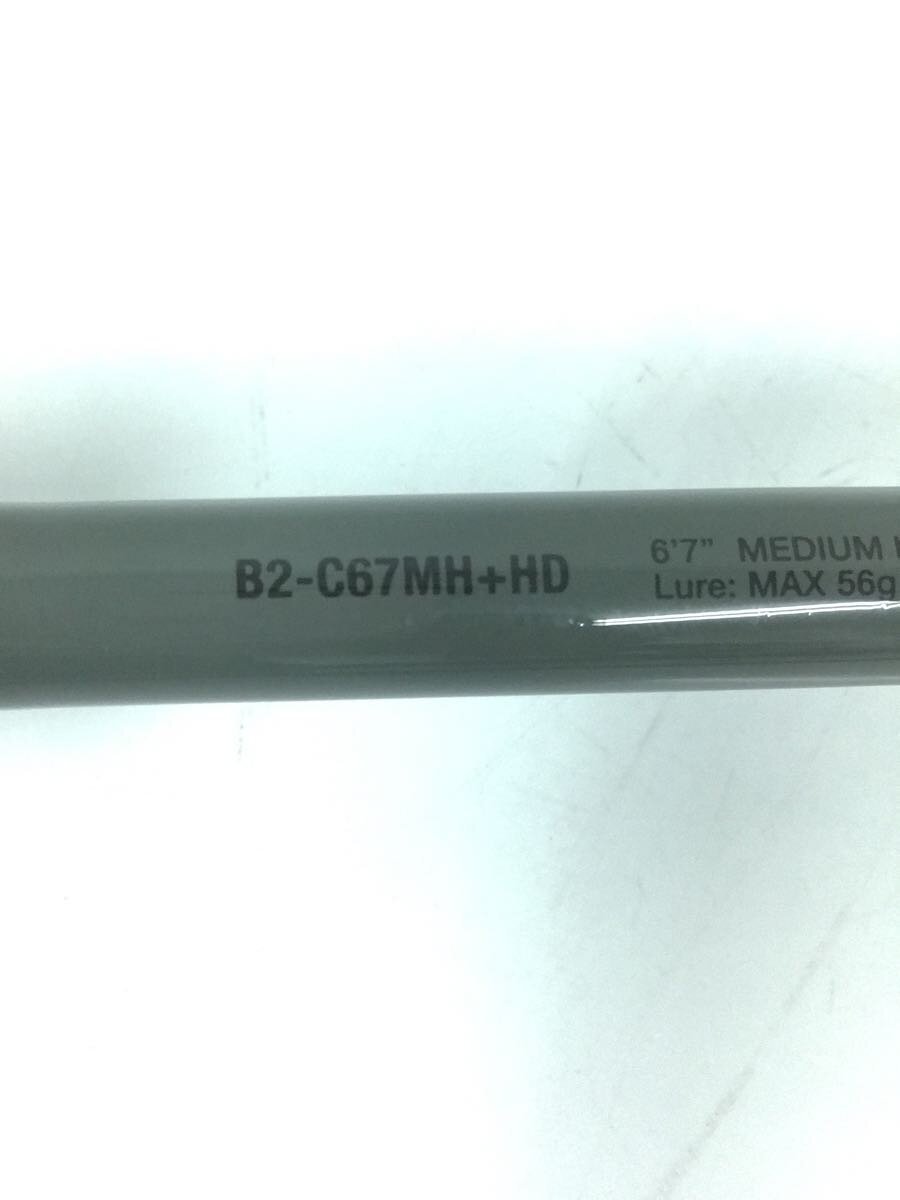 B2-C67MH+HD
6'7" MEDIUM
Lure: MAX 56g